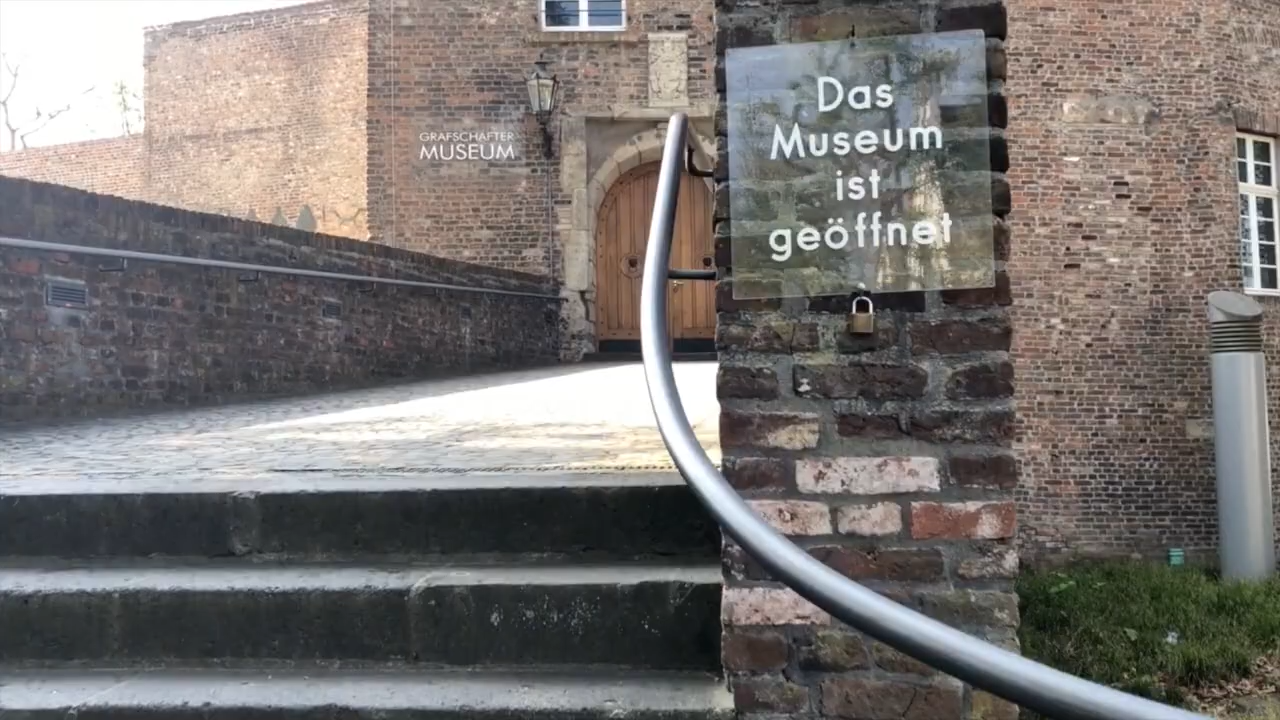 GRAFSCHAFTER
MUSEUM
Das
Museum
ist
geöffnet